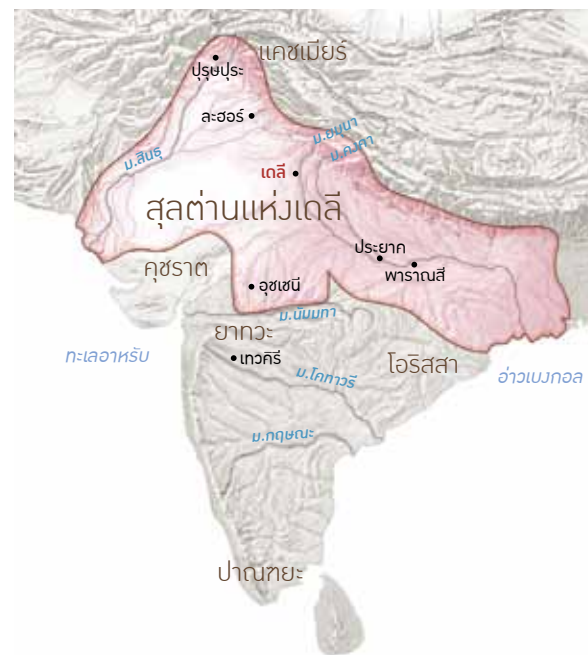 แคชเมียร์
ปุรุษปุระ
ละฮอร์
ม.ยมุนา
ม.คงคา
ม.สินธุ
เดลี
สุลต่านแห่งเดลี
ประยาค
พาราณสี
คุชราต
อุชเชนี
ม.นัมมทา
ยาทวะ
เทวคิรี
โอริสสา
ทะเลอาหรับ
อ่าวเบงกอล
ม.โคทาวรี
ม.กฤษณะ
ปาณฑยะ